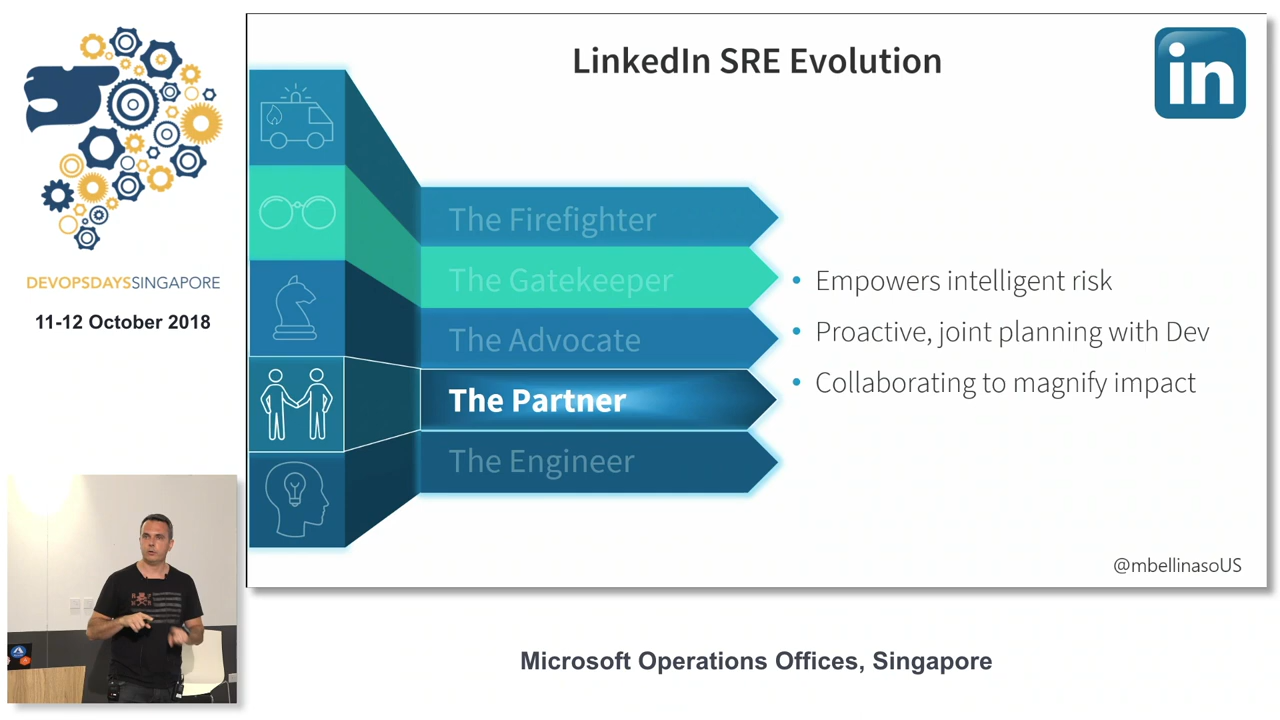 DEVOPSDAYSSINGAPORE
11-12 October 2018
LinkedIn SRE Evolution
in
The Firefighter
The Gatekeeper
The Advocate
The Partner
The Engineer
• Empowers intelligent risk
• Proactive, joint planning with Dev
• Collaborating to magnify impact
@mbellinasoUS
Microsoft Operations Offices, Singapore